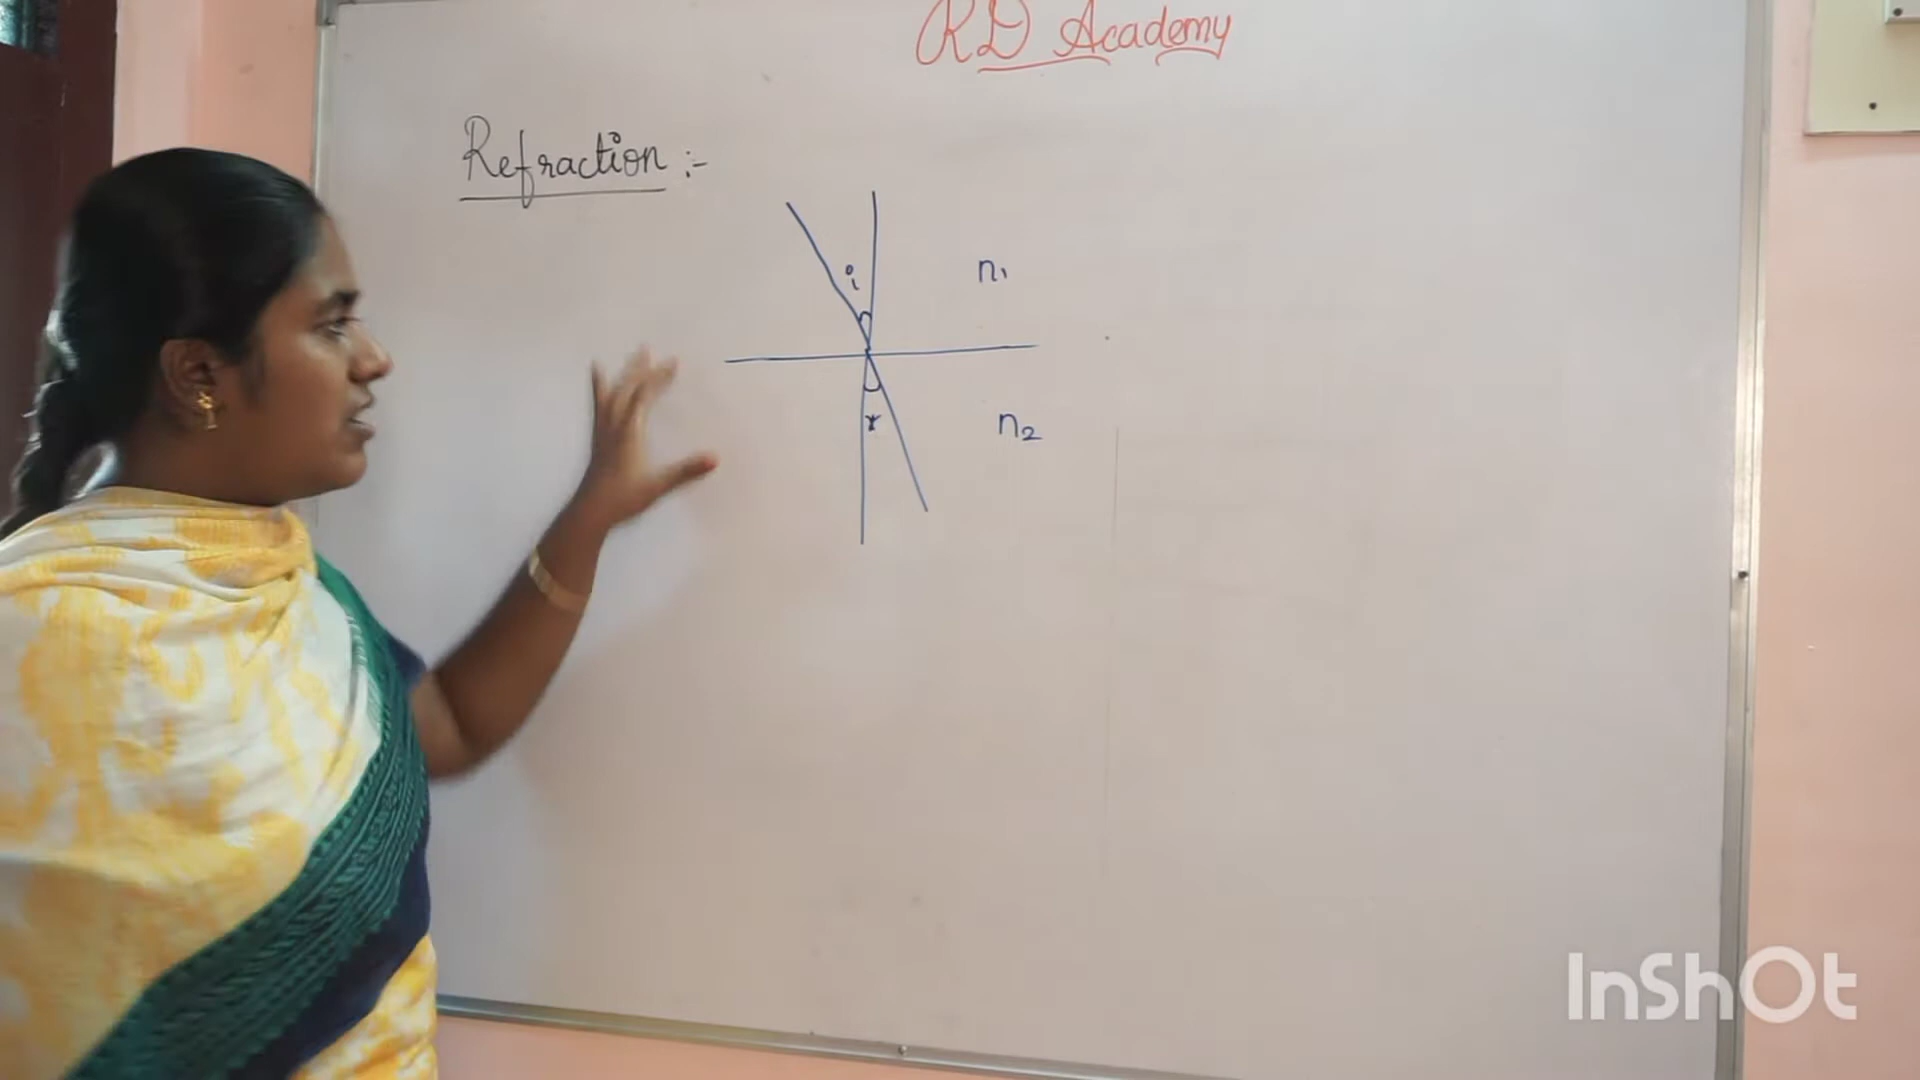 RD Academy
Refraction :-
i
n1
r
n2
InShOt